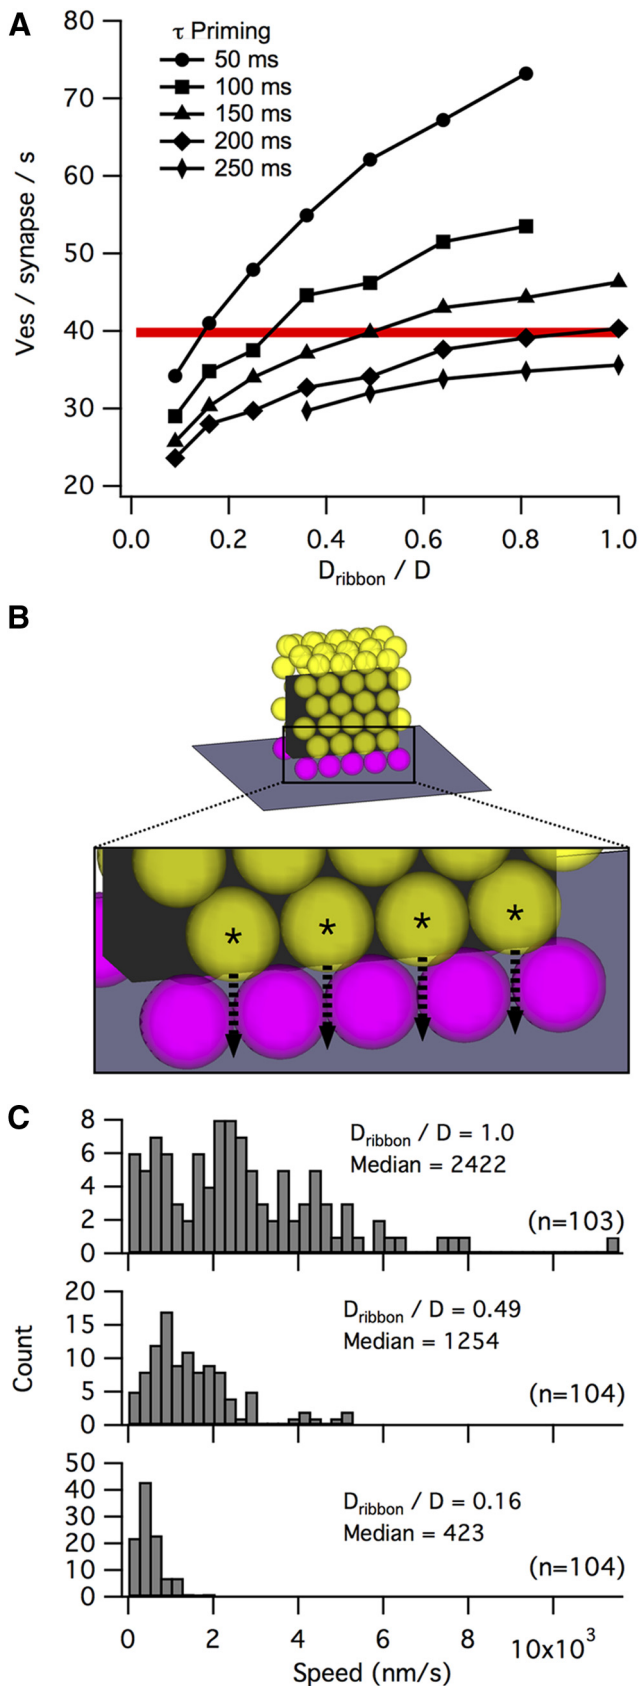 A
80
70
60
50
40
30
20
Ves / synapse / s
τ Priming
50 ms
100 ms
150 ms
200 ms
250 ms
0.0 0.2 0.4 0.6 0.8 1.0
Dribbon / D
B
* * * *
C
8
6
4
2
0
Dribbon / D = 1.0
Median = 2422
(n=103)
20
15
10
5
0
Count
Dribbon / D = 0.49
Median = 1254
(n=104)
50
40
30
20
10
0
Dribbon / D = 0.16
Median = 423
(n=104)
0 2 4 6 8 10x10³
Speed (nm/s)